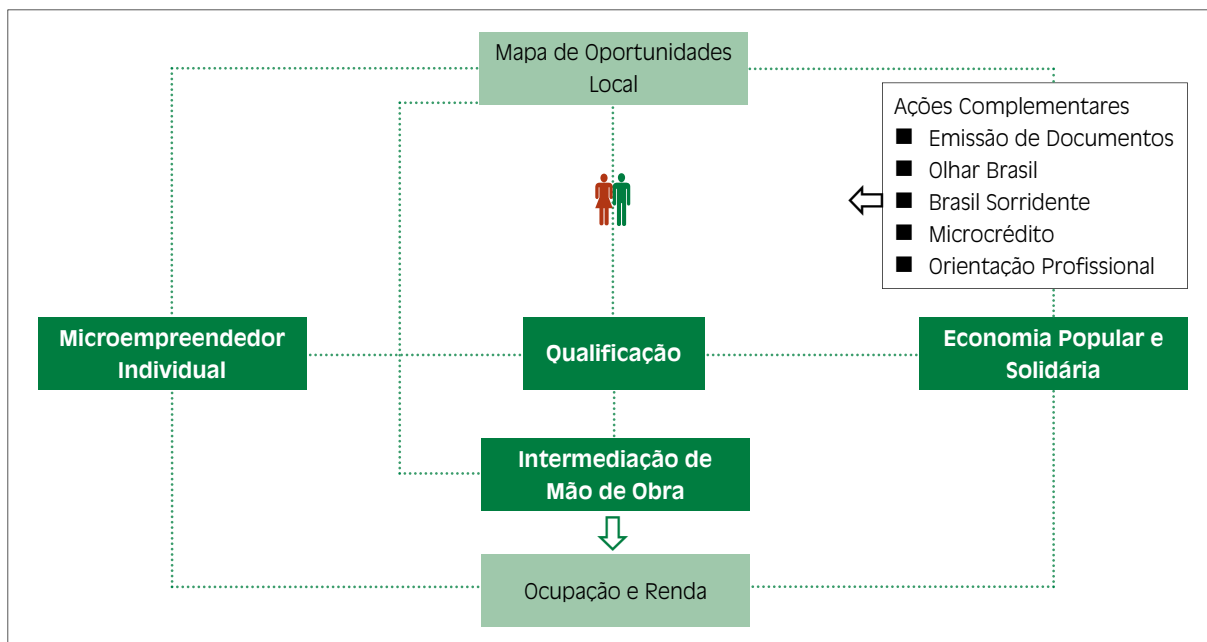 Mapa de Oportunidades
Local
Ações Complementares
■ Emissão de Documentos
■ Olhar Brasil
■ Brasil Sorridente
■ Microcrédito
■ Orientação Profissional
Microempreendedor
Individual
Qualificação
Economia Popular e
Solidária
Intermediação de
Mão de Obra
Ocupação e Renda